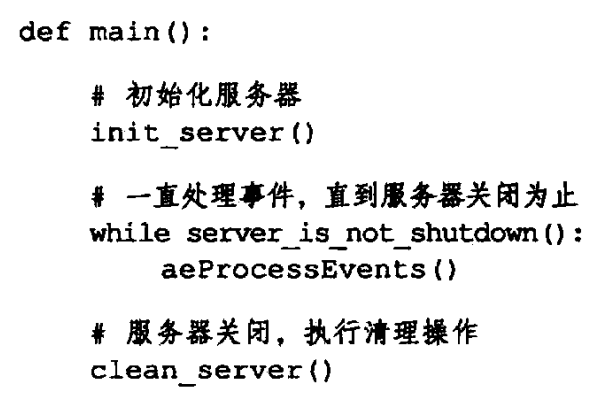 def main():
# 初始化服务器
init_server()
# 一直处理事件，直到服务器关闭为止
while server_is_not_shutdown():
aeProcessEvents()
# 服务器关闭，执行清理操作
clean_server()